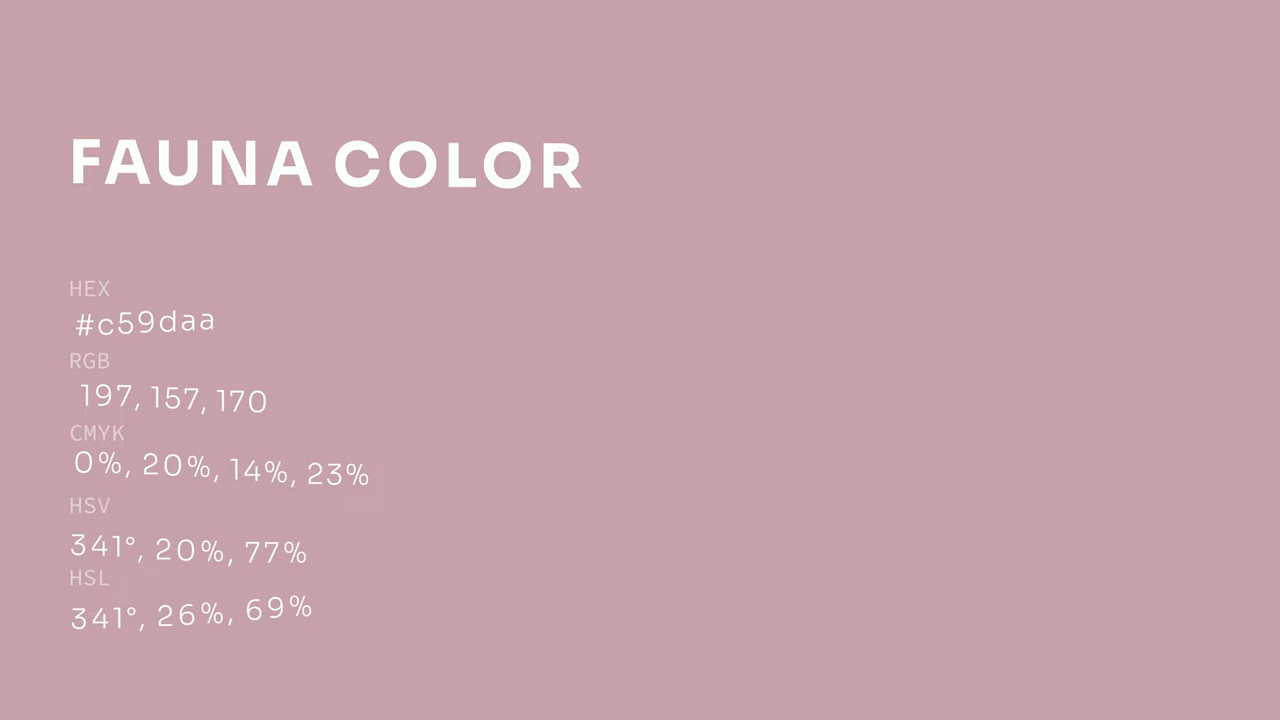 FAUNA COLOR
HEX
#c59daa
RGB
197, 157, 170
CMYK
0%, 20%, 14%, 23%
HSV
341°, 20%, 77%
HSL
341°, 26%, 69%